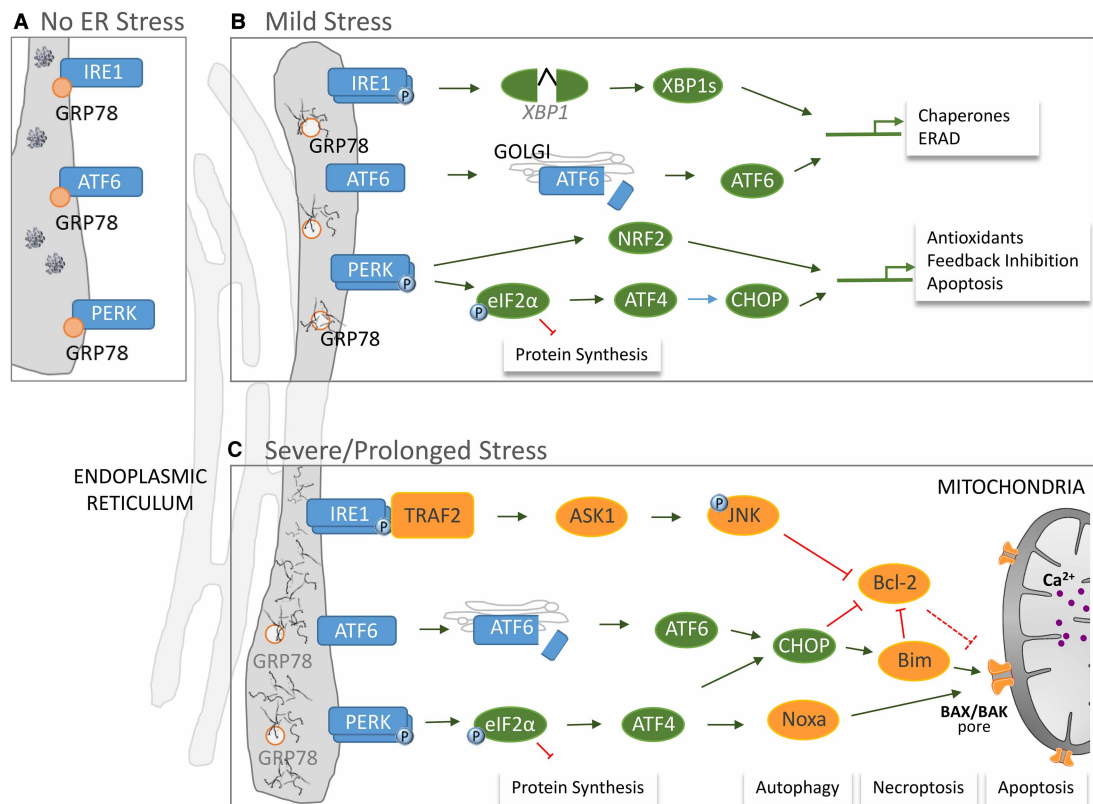 A No ER Stress
IRE1
GRP78
ATF6
GRP78
PERK
GRP78
B Mild Stress
IRE1
P
XBP1
XBP1s
Chaperones
ERAD
GRP78
ATF6
GOLGI
ATF6
ATF6
NRF2
PERK
P
eIF2α
P
ATF4
CHOP
Antioxidants
Feedback Inhibition
Apoptosis
GRP78
Protein Synthesis
ENDOPLASMIC
RETICULUM
C Severe/Prolonged Stress
MITOCHONDRIA
IRE1
P
TRAF2
ASK1
P
JNK
Bcl-2
Ca²⁺
ATF6
ATF6
ATF6
CHOP
Bim
GRP78
BAX/BAK
pore
PERK
P
eIF2α
P
ATF4
Noxa
GRP78
Protein Synthesis
Autophagy
Necroptosis
Apoptosis